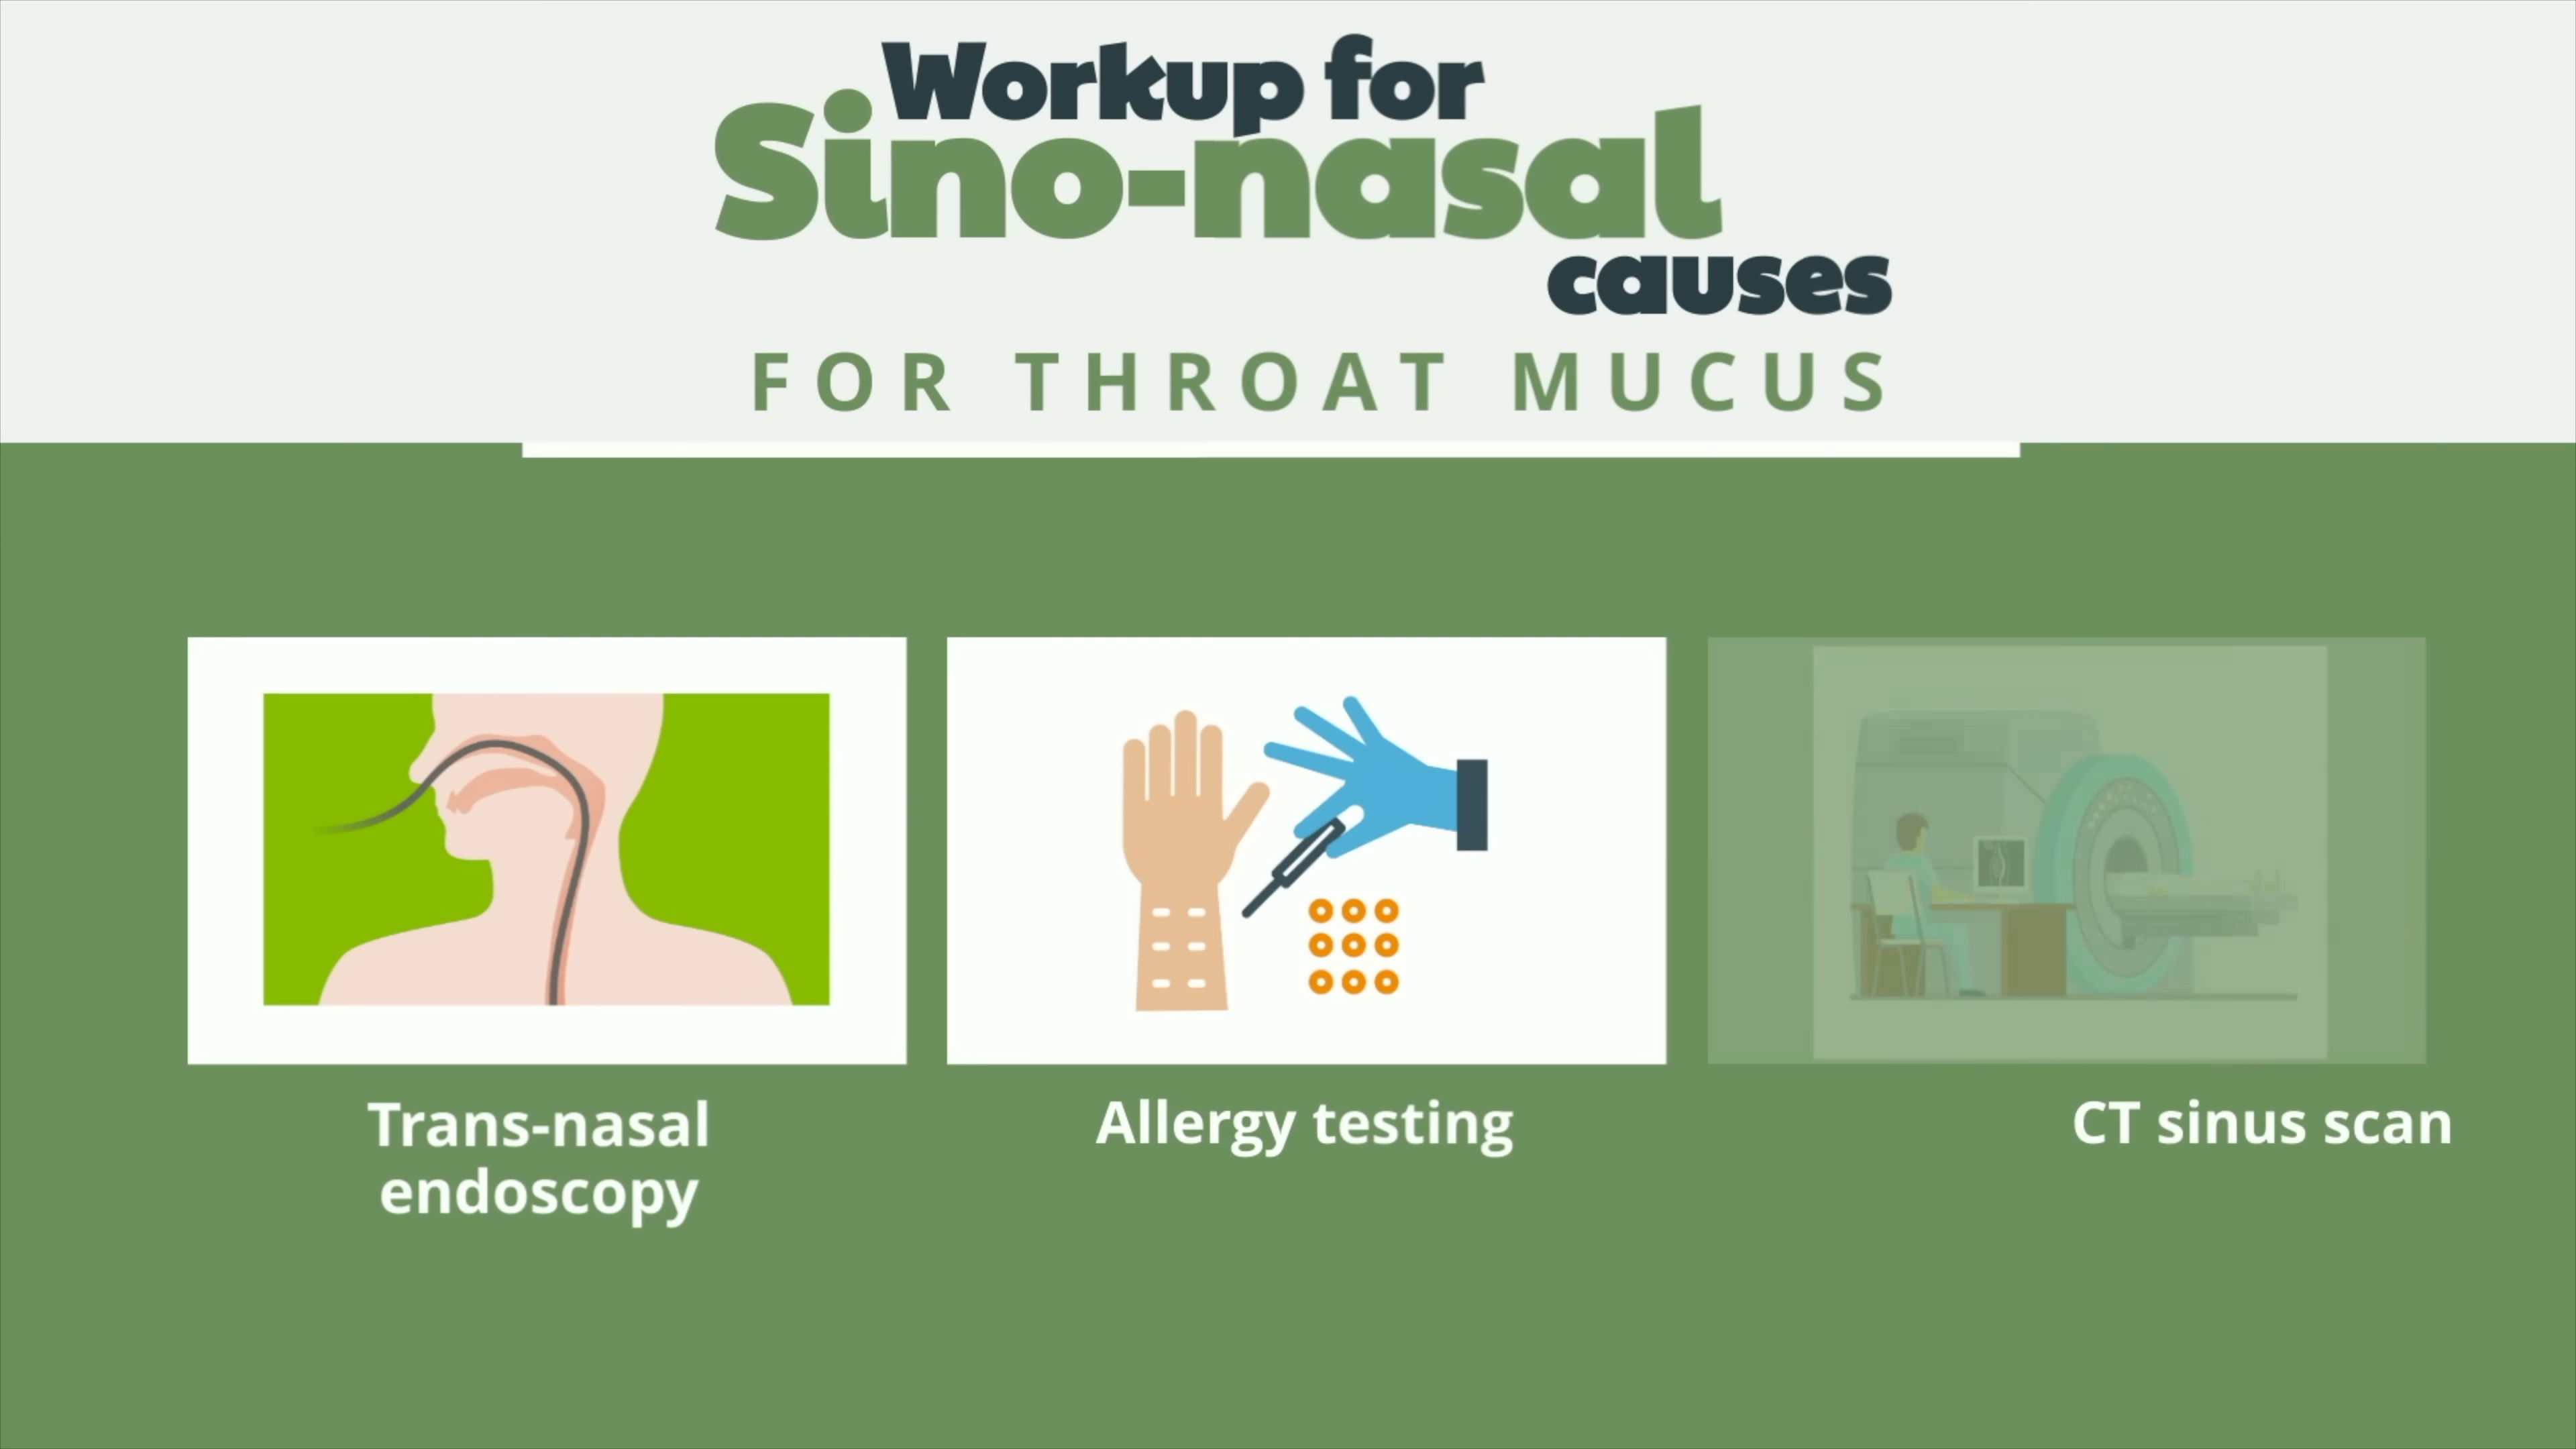 Workup for
Sino-nasal
causes
FOR THROAT MUCUS
Trans-nasal
endoscopy
Allergy testing
CT sinus scan